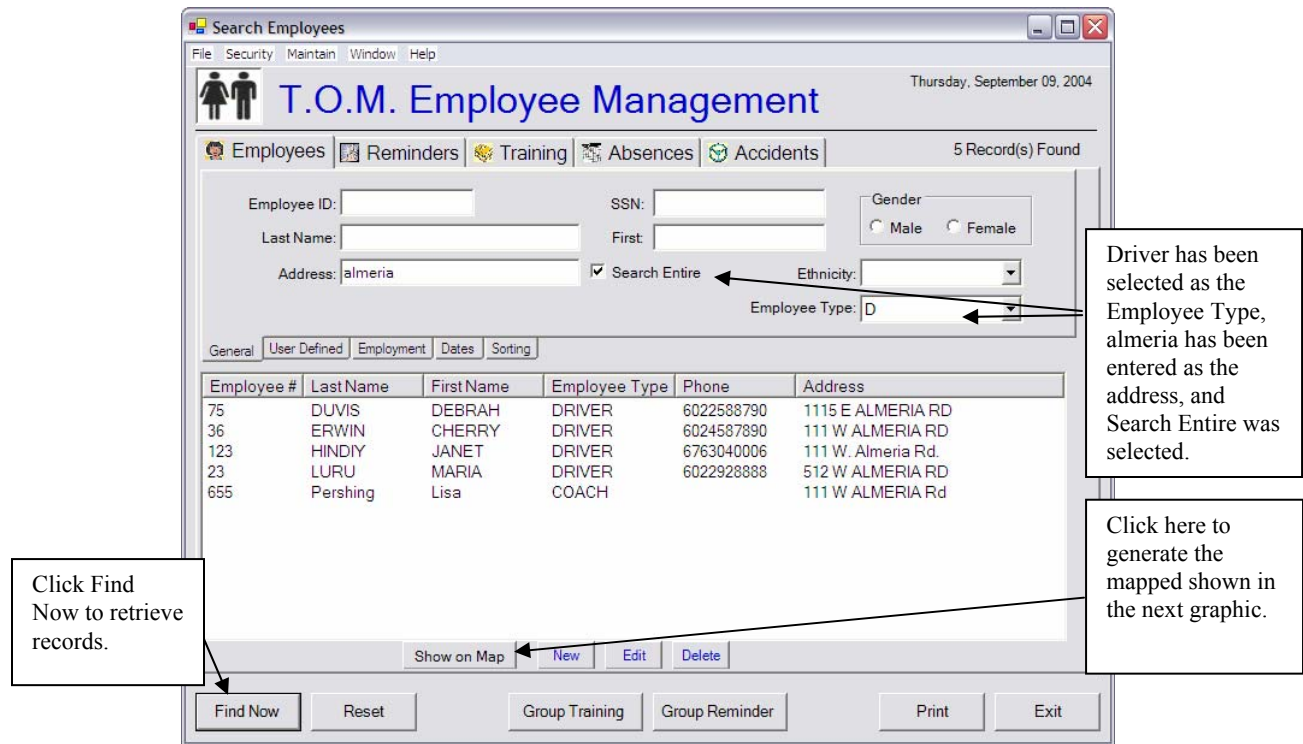 Search Employees
File Security Maintain Window Help
T.O.M. Employee Management
Thursday, September 09, 2004
Employees Reminders Training Absences Accidents
5 Record(s) Found
Employee ID: SSN: Gender
Last Name: First: Male Female
Address: almeria Search Entire Ethnicity:
Employee Type: D
General User Defined Employment Dates Sorting
Employee # Last Name First Name Employee Type Phone Address
75 DUVIS DEBRAH DRIVER 6022588790 1115 E ALMERIA RD
36 ERWIN CHERRY DRIVER 6024587890 111 W ALMERIA RD
123 HINDIY JANET DRIVER 6763040006 111 W. Almeria Rd.
23 LURU MARIA DRIVER 6022928888 512 W ALMERIA RD
655 Pershing Lisa COACH 111 W ALMERIA Rd
Show on Map New Edit Delete
Find Now Reset Group Training Group Reminder Print Exit
Driver has been
selected as the
Employee Type,
almeria has been
entered as the
address, and
Search Entire was
selected.
Click here to
generate the
mapped shown in
the next graphic.
Click Find
Now to retrieve
records.